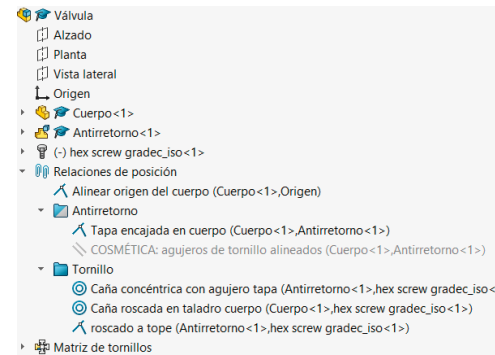 Válvula
Alzado
Planta
Vista lateral
Origen
Cuerpo<1>
Antirretorno<1>
(-) hex screw gradec_iso<1>
Relaciones de posición
Alinear origen del cuerpo (Cuerpo<1>,Origen)
Antirretorno
Tapa encajada en cuerpo (Cuerpo<1>,Antirretorno<1>)
COSMÉTICA: agujeros de tornillo alineados (Cuerpo<1>,Antirretorno<1>)
Tornillo
Caña concéntrica con agujero tapa (Antirretorno<1>,hex screw gradec_iso<
Caña roscada en taladro cuerpo (Cuerpo<1>,hex screw gradec_iso<1>)
roscado a tope (Antirretorno<1>,hex screw gradec_iso<1>)
Matriz de tornillos